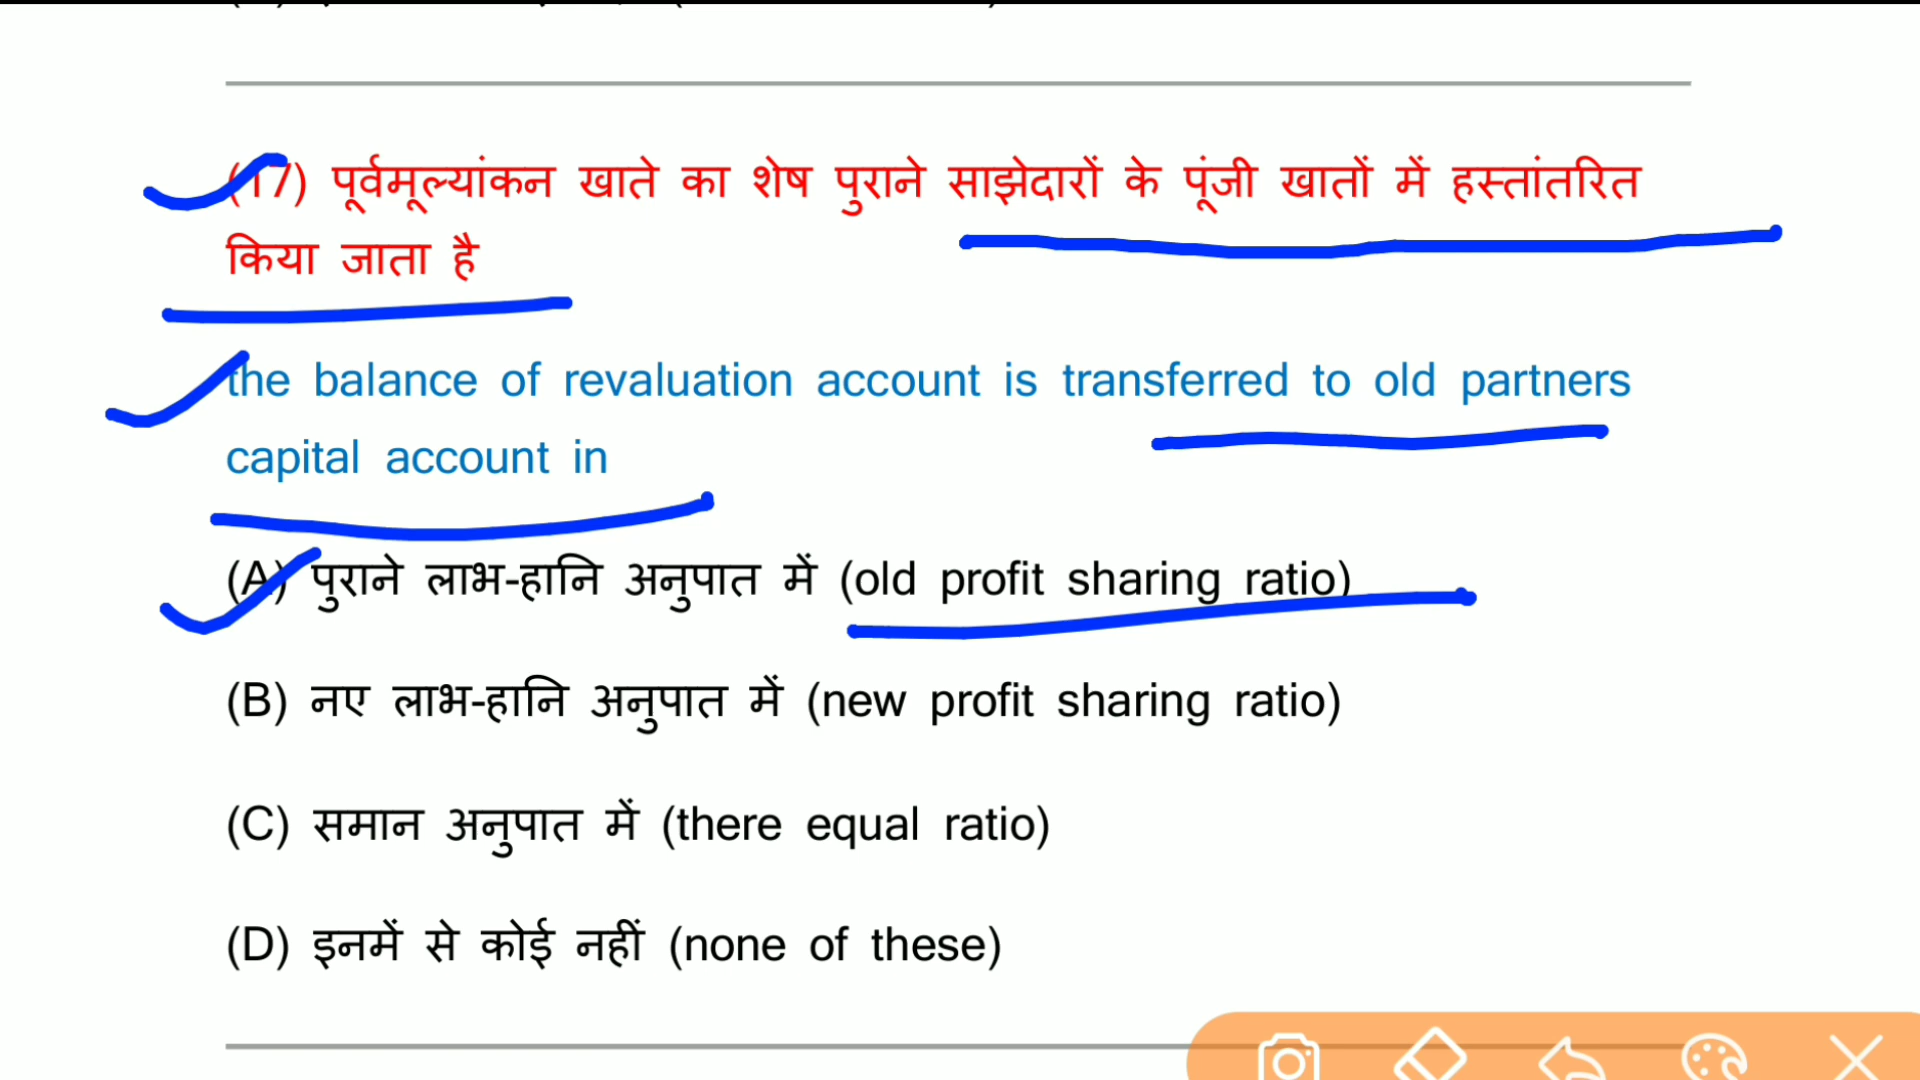 (17) पूर्वमूल्यांकन खाते का शेष पुराने साझेदारों के पूंजी खातों में हस्तांतरित
किया जाता है
the balance of revaluation account is transferred to old partners
capital account in
(A) पुराने लाभ-हानि अनुपात में (old profit sharing ratio)
(B) नए लाभ-हानि अनुपात में (new profit sharing ratio)
(C) समान अनुपात में (there equal ratio)
(D) इनमें से कोई नहीं (none of these)